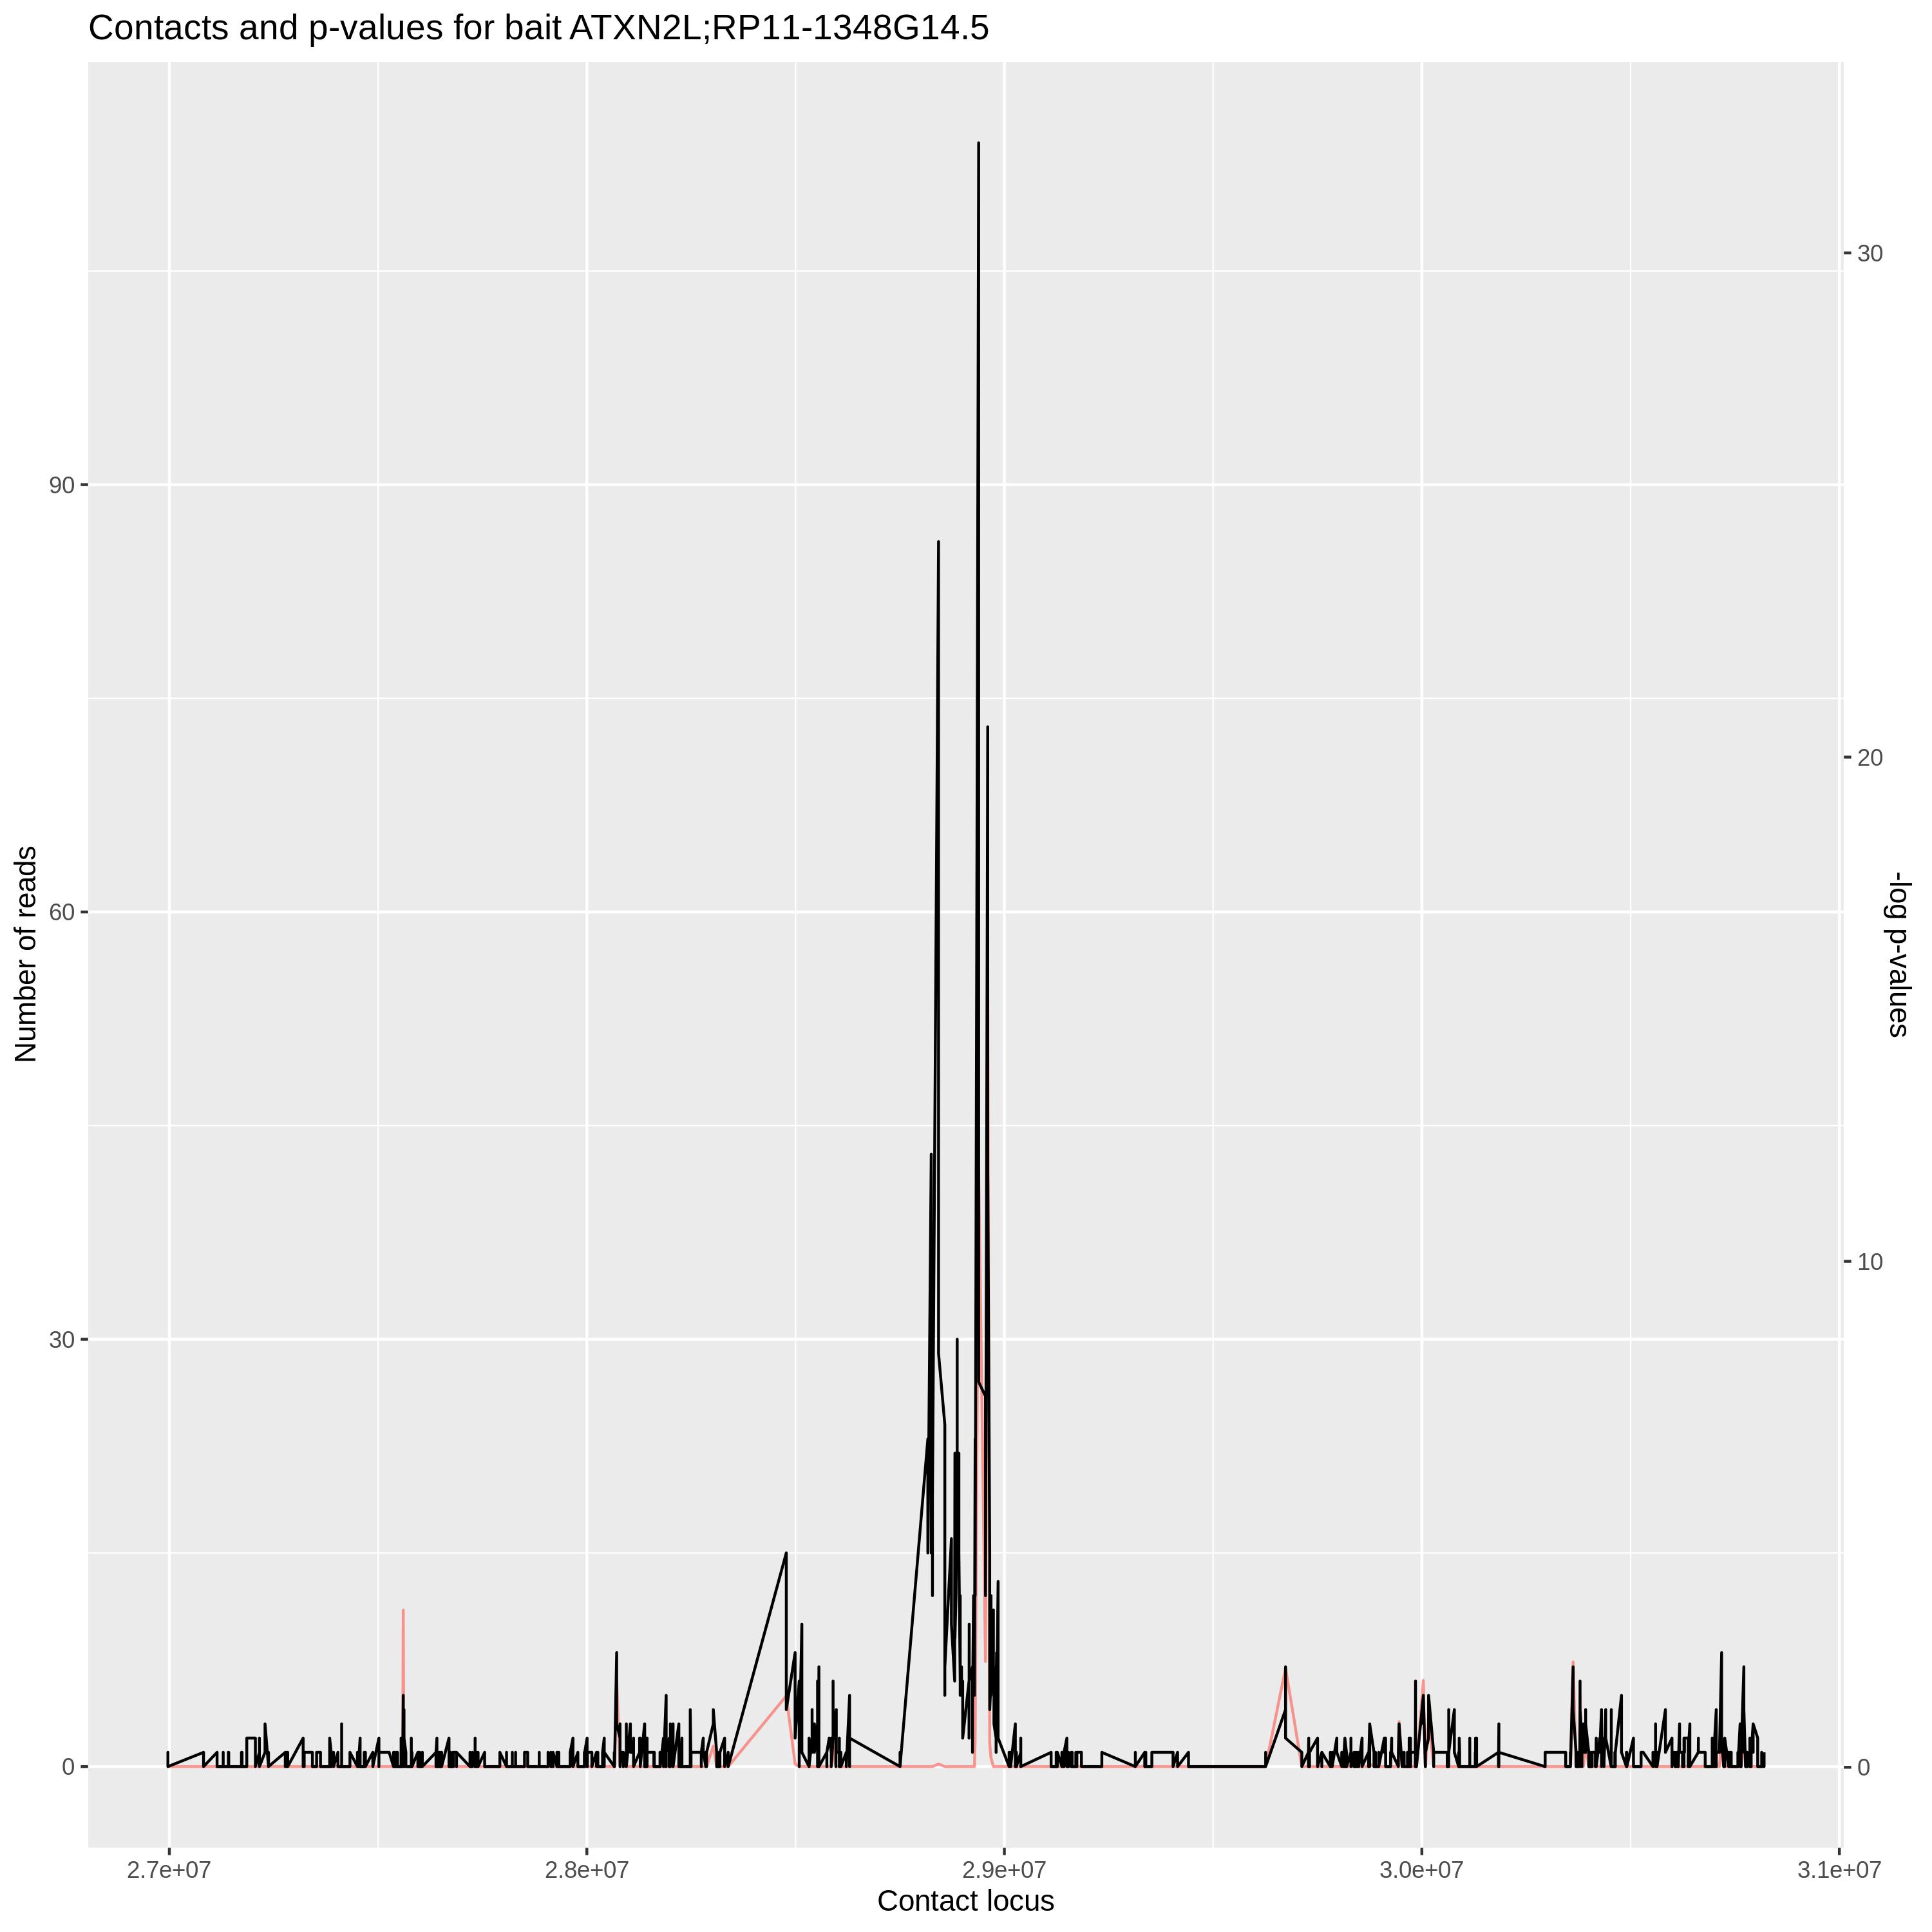 Contacts and p-values for bait ATXN2L;RP11-1348G14.5
Number of reads
90
60
30
0
30
20
10
0
-log p-values
2.7e+07
2.8e+07
2.9e+07
3.0e+07
3.1e+07
Contact locus